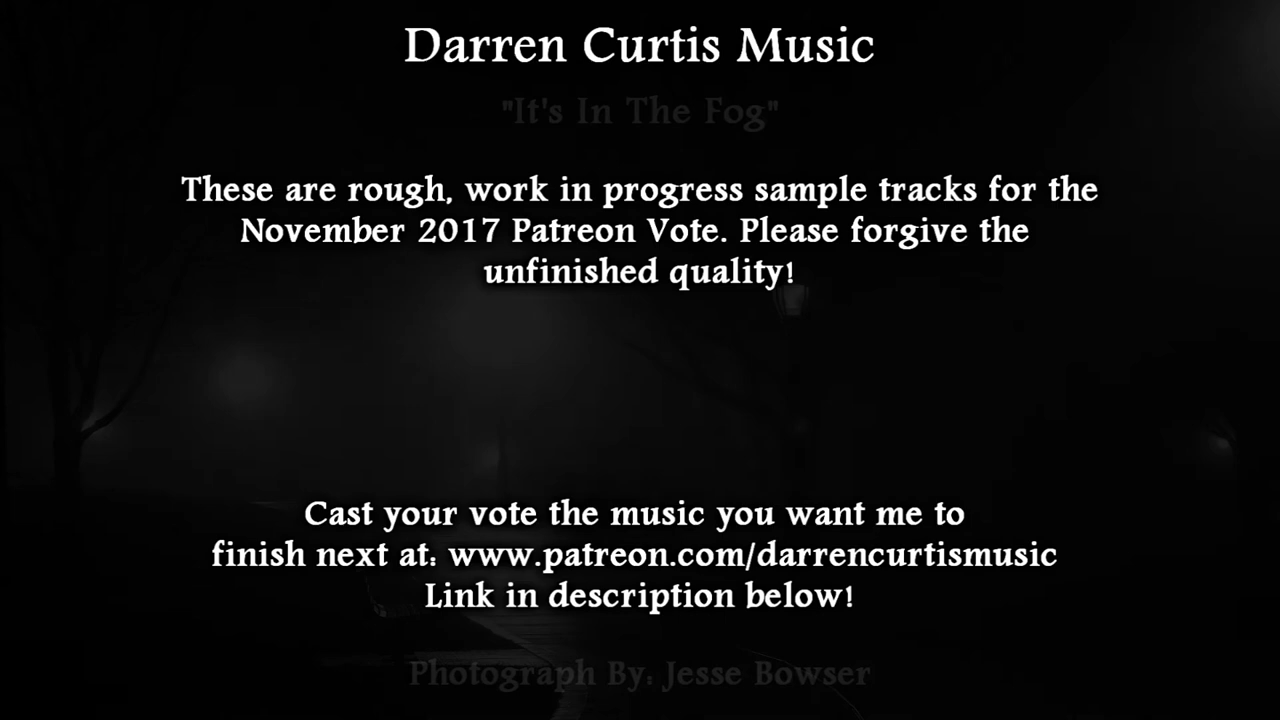 Darren Curtis Music
"It's In The Fog"
These are rough, work in progress sample tracks for the
November 2017 Patreon Vote. Please forgive the
unfinished quality!
Cast your vote the music you want me to
finish next at: www.patreon.com/darrencurtismusic
Link in description below!
Photograph By: Jesse Bowser